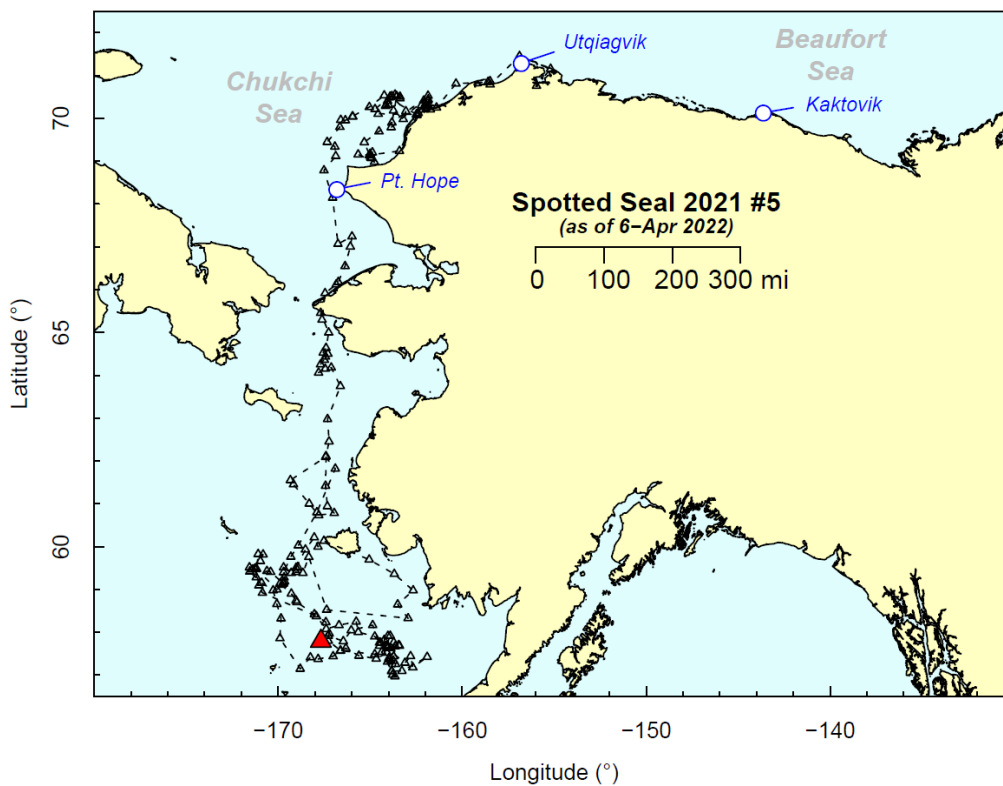 Utqiagvik
Beaufort
Sea
Chukchi
Sea
Kaktovik
Pt. Hope
Spotted Seal 2021 #5
(as of 6−Apr 2022)
0 100 200 300 mi
70
65
60
Latitude (°)
−170 −160 −150 −140
Longitude (°)